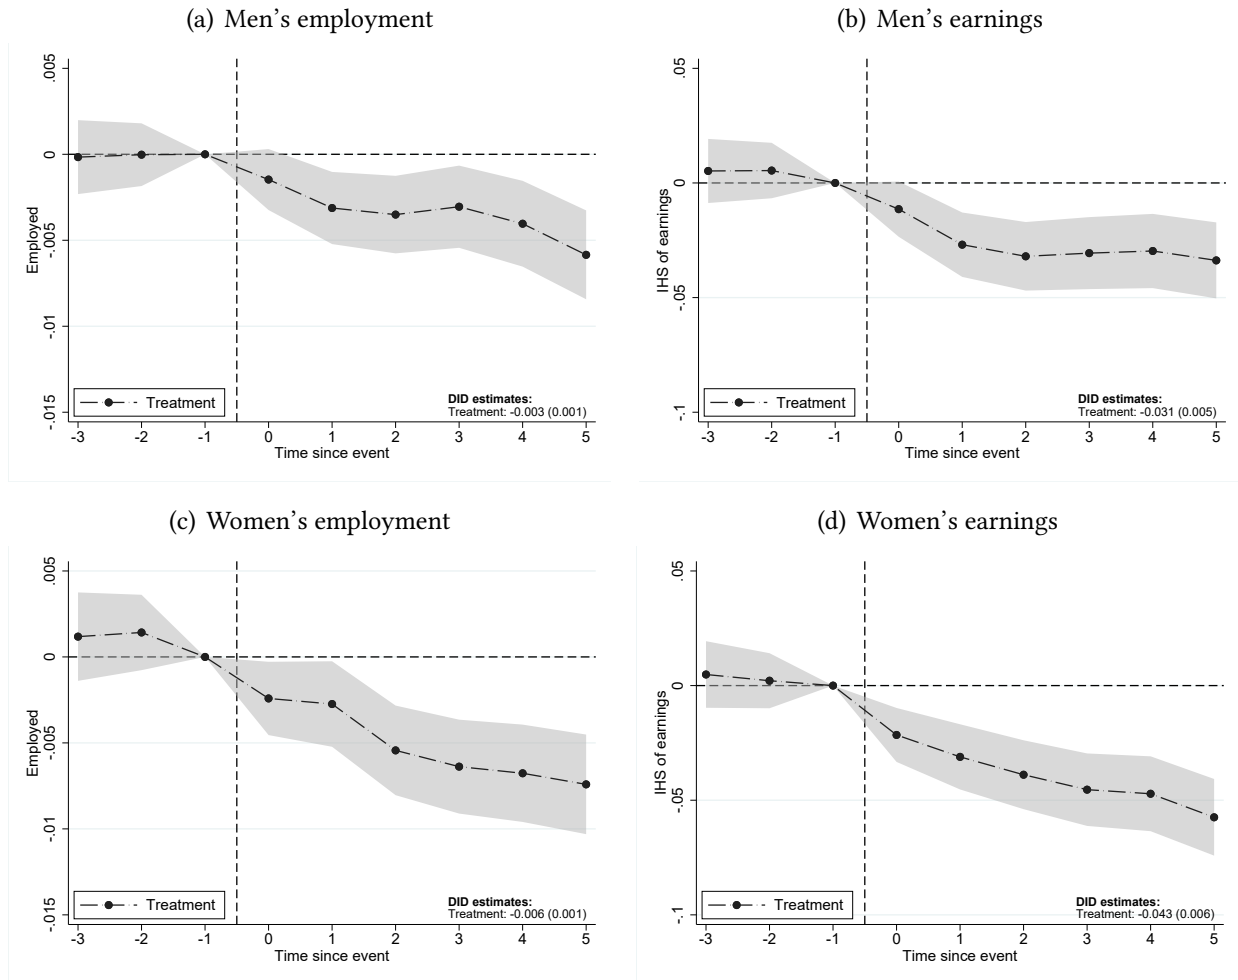 (a) Men's employment
.005
0
-.005
-.01
-.015
Employed
Treatment
DID estimates:
Treatment: -0.003 (0.001)
-3 -2 -1 0 1 2 3 4 5
Time since event
(b) Men's earnings
.05
0
-.05
-.1
IHS of earnings
Treatment
DID estimates:
Treatment: -0.031 (0.005)
-3 -2 -1 0 1 2 3 4 5
Time since event
(c) Women's employment
.005
0
-.005
-.01
-.015
Employed
Treatment
DID estimates:
Treatment: -0.006 (0.001)
-3 -2 -1 0 1 2 3 4 5
Time since event
(d) Women's earnings
.05
0
-.05
-.1
IHS of earnings
Treatment
DID estimates:
Treatment: -0.043 (0.006)
-3 -2 -1 0 1 2 3 4 5
Time since event